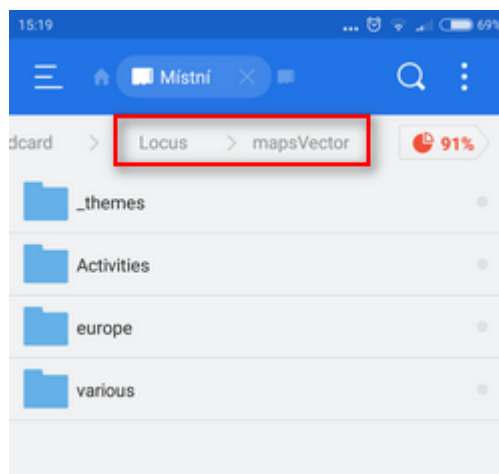 15:19 ... 69%
Místní
dcard > Locus > mapsVector 91%
_themes
Activities
europe
various